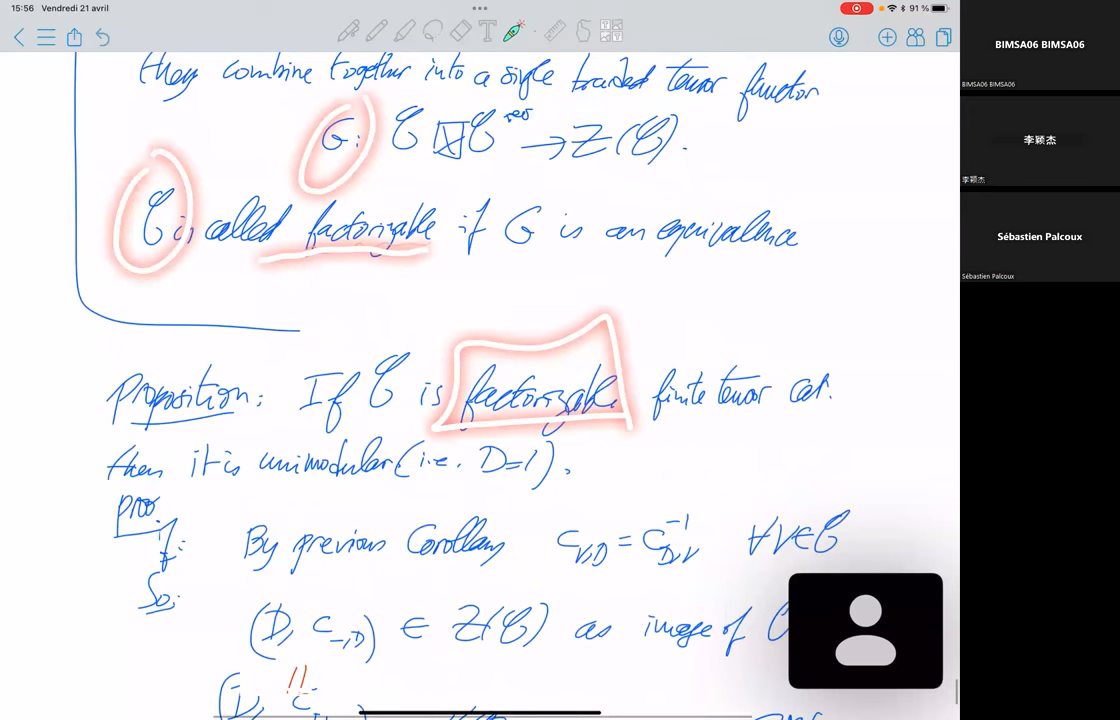 15:56 Vendredi 21 avril
91 %
they combine together into a single braided tensor functor
G: C ⊠ C^rev → Z(C).
C is called factorizable if G is an equivalence
Proposition: If C is factorizable finite tensor cat.
then it is unimodular (i.e. D=1).
Proof:
By previous Corollary c_{V,D} = c^{-1}_{D,V} ∀V∈C
So:
(D, c_{-,D}) ∈ Z(C) as image of
BIMSA06 BIMSA06
BIMSA06 BIMSA06
李颖杰
李颖杰
Sébastien Palcoux
Sébastien Palcoux